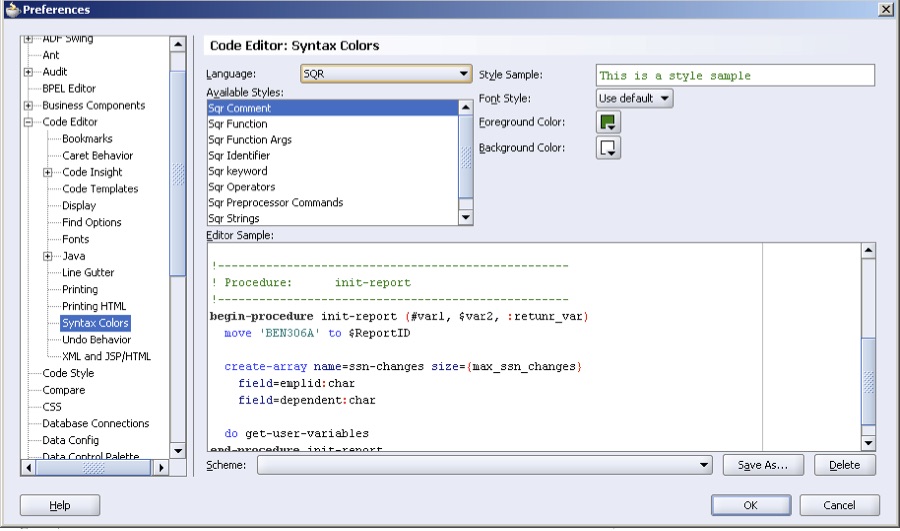 Preferences
ADF Swing
Ant
Audit
BPEL Editor
Business Components
Code Editor
Bookmarks
Caret Behavior
Code Insight
Code Templates
Display
Find Options
Fonts
Java
Line Gutter
Printing
Printing HTML
Syntax Colors
Undo Behavior
XML and JSP/HTML
Code Style
Compare
CSS
Database Connections
Data Config
Data Control Palette
Code Editor: Syntax Colors
Language: SQR
Available Styles:
Sqr Comment
Sqr Function
Sqr Function Args
Sqr Identifier
Sqr keyword
Sqr Operators
Sqr Preprocessor Commands
Sqr Strings
Style Sample: This is a style sample
Font Style: Use default
Foreground Color:
Background Color:
Editor Sample:
!---------------------------------------------------
! Procedure:      init-report
!---------------------------------------------------
begin-procedure init-report (#var1, $var2, :retunr_var)
move 'BEN306A' to $ReportID
create-array name=ssn-changes size={max_ssn_changes}
field=emplid:char
field=dependent:char
do get-user-variables
end-procedure init-report
Scheme:
Save As...
Delete
Help
OK
Cancel